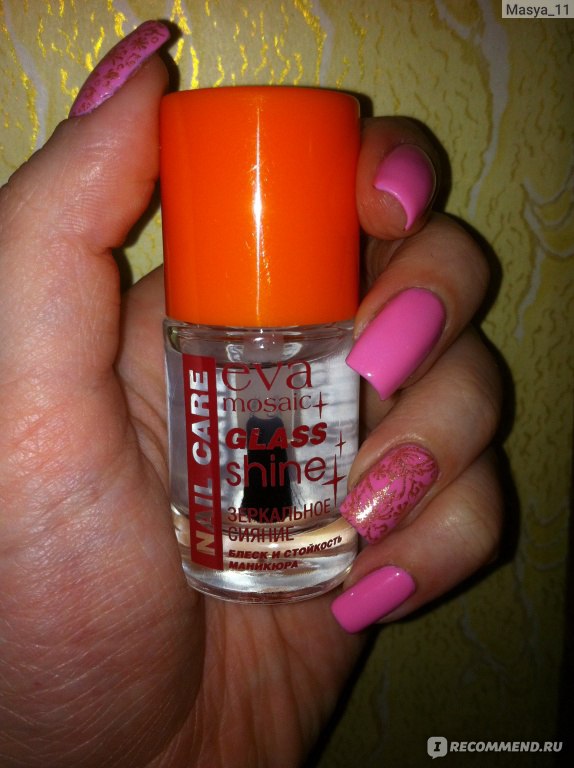 Masya_11
NAIL CARE
eva
mosaic
GLASS
shine
ЗЕРКАЛЬНОЕ
СИЯНИЕ
БЛЕСК И СТОЙКОСТЬ
МАНИКЮРА
I RECOMMEND.RU